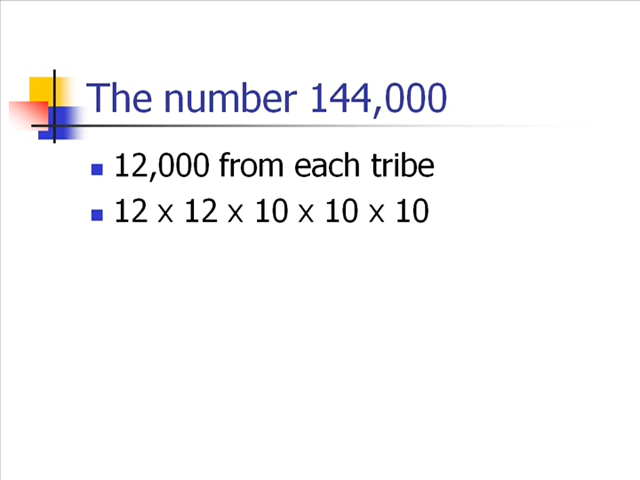 The number 144,000
12,000 from each tribe
12 x 12 x 10 x 10 x 10